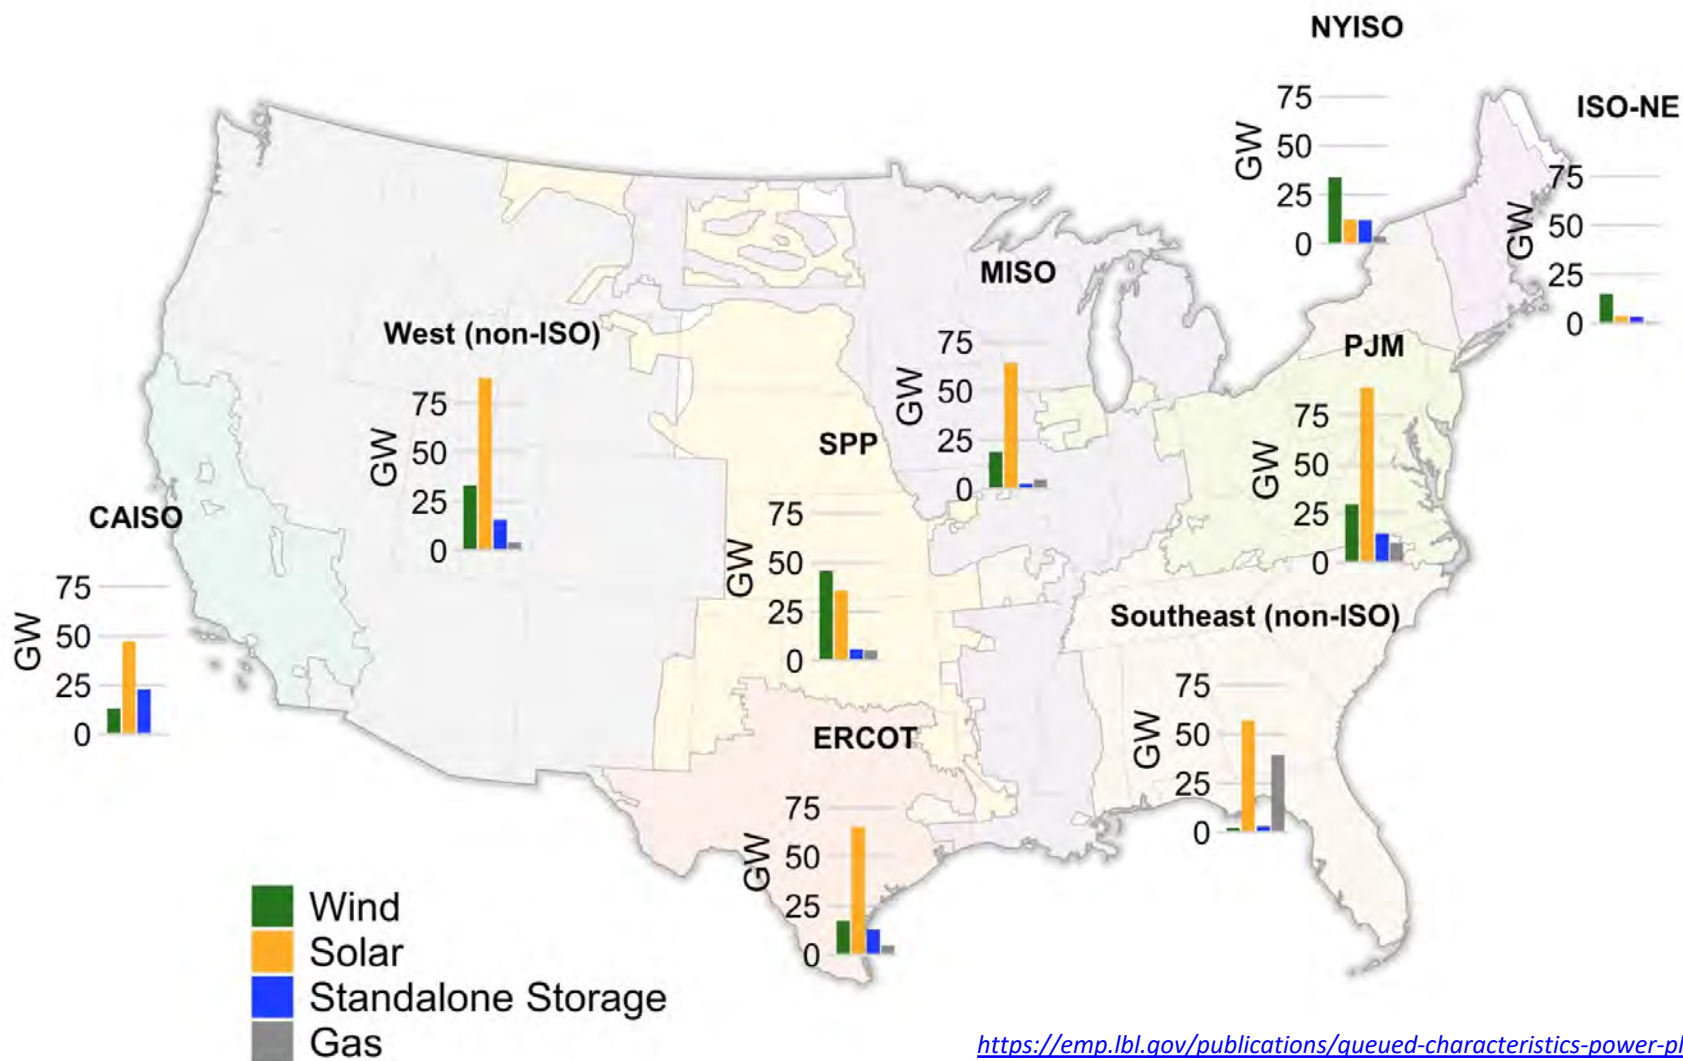 NYISO
75
50
25
0
GW
ISO-NE
75
50
25
0
GW
MISO
75
50
25
0
GW
West (non-ISO)
75
50
25
0
GW
PJM
75
50
25
0
GW
SPP
75
50
25
0
GW
CAISO
75
50
25
0
GW
Southeast (non-ISO)
75
50
25
0
GW
ERCOT
75
50
25
0
GW
Wind
Solar
Standalone Storage
Gas
https://emp.lbl.gov/publications/queued-characteristics-power-pl